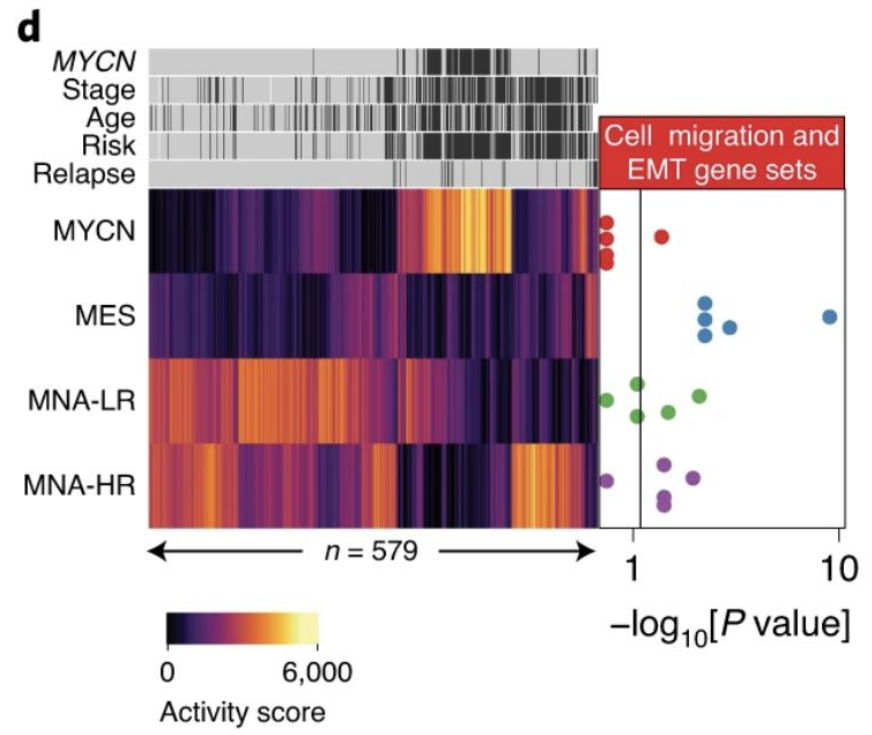 d
MYCN
Stage
Age
Risk
Relapse
Cell migration and
EMT gene sets
MYCN
MES
MNA-LR
MNA-HR
n = 579
1 10
–log10[P value]
0 6,000
Activity score